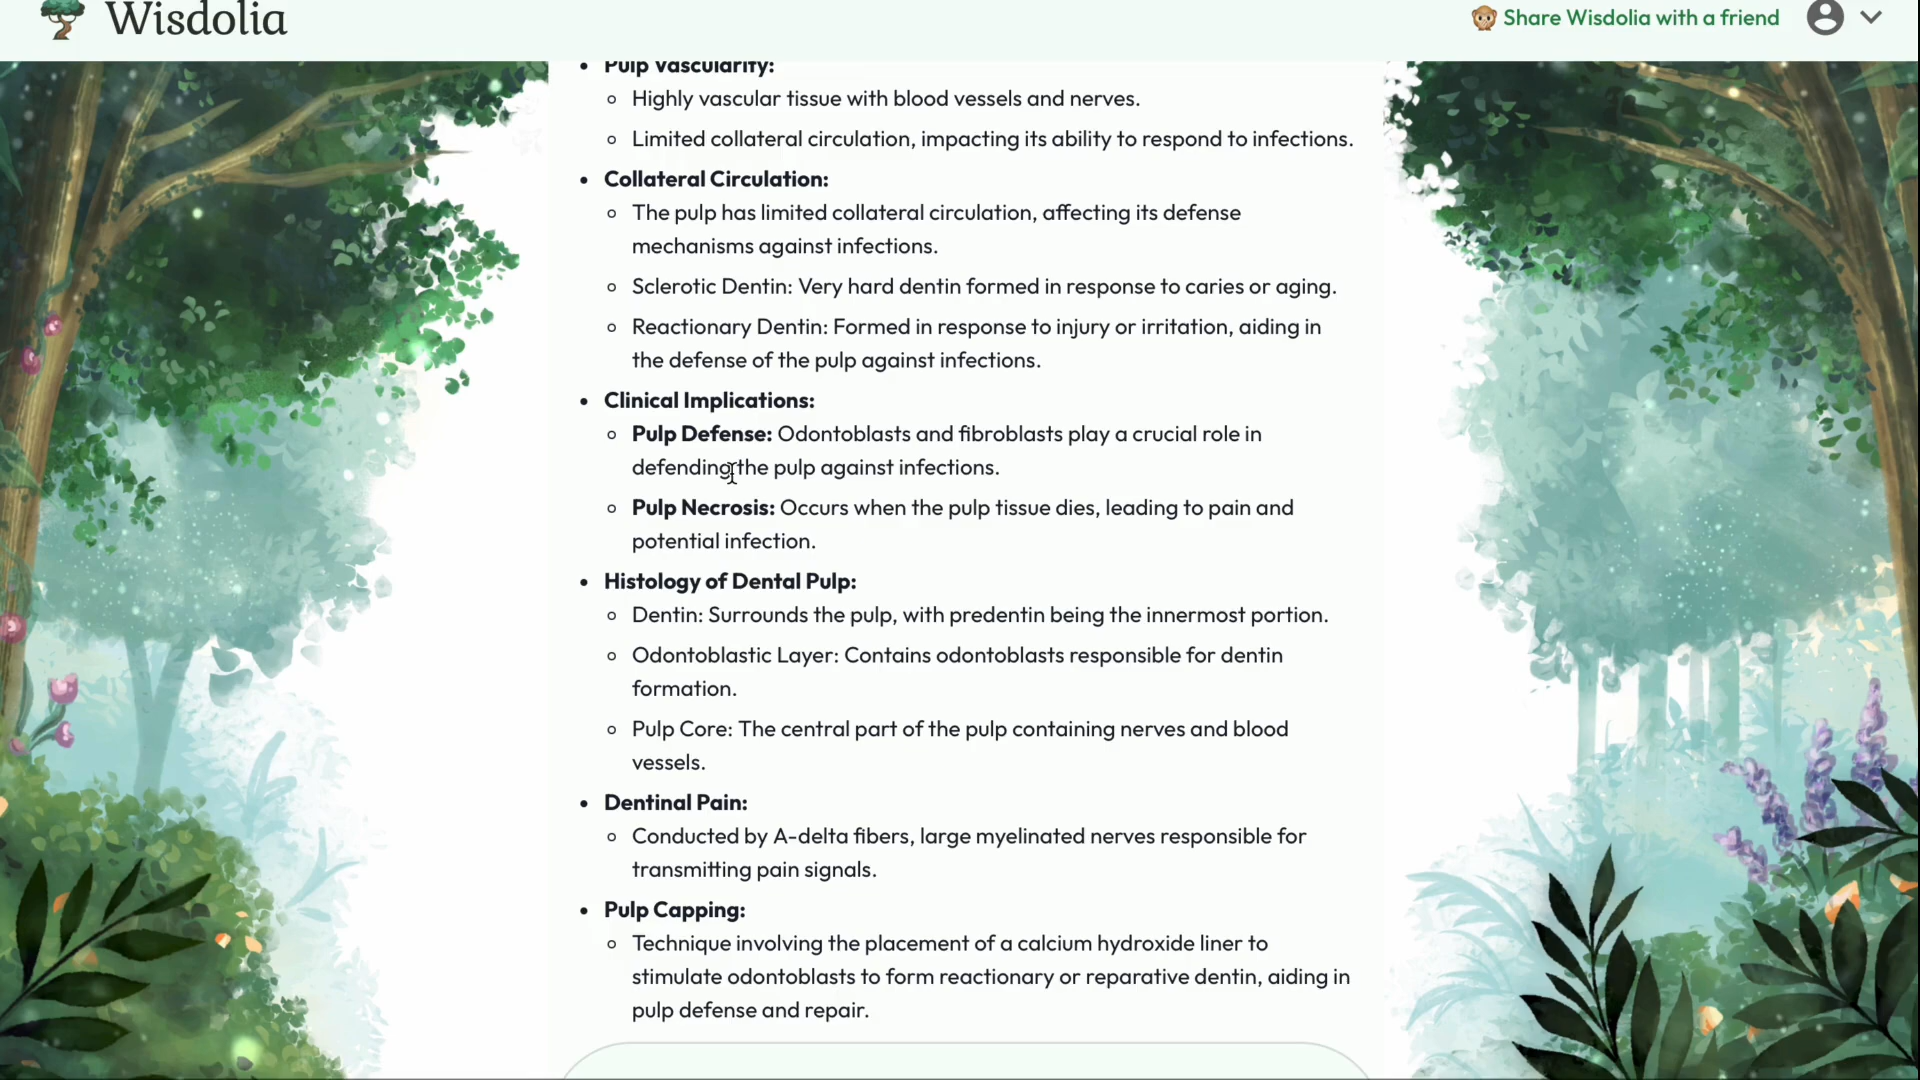 Wisdolia
Share Wisdolia with a friend
Pulp Vascularity:
Highly vascular tissue with blood vessels and nerves.
Limited collateral circulation, impacting its ability to respond to infections.
Collateral Circulation:
The pulp has limited collateral circulation, affecting its defense
mechanisms against infections.
Sclerotic Dentin: Very hard dentin formed in response to caries or aging.
Reactionary Dentin: Formed in response to injury or irritation, aiding in
the defense of the pulp against infections.
Clinical Implications:
Pulp Defense: Odontoblasts and fibroblasts play a crucial role in
defending the pulp against infections.
Pulp Necrosis: Occurs when the pulp tissue dies, leading to pain and
potential infection.
Histology of Dental Pulp:
Dentin: Surrounds the pulp, with predentin being the innermost portion.
Odontoblastic Layer: Contains odontoblasts responsible for dentin
formation.
Pulp Core: The central part of the pulp containing nerves and blood
vessels.
Dentinal Pain:
Conducted by A-delta fibers, large myelinated nerves responsible for
transmitting pain signals.
Pulp Capping:
Technique involving the placement of a calcium hydroxide liner to
stimulate odontoblasts to form reactionary or reparative dentin, aiding in
pulp defense and repair.